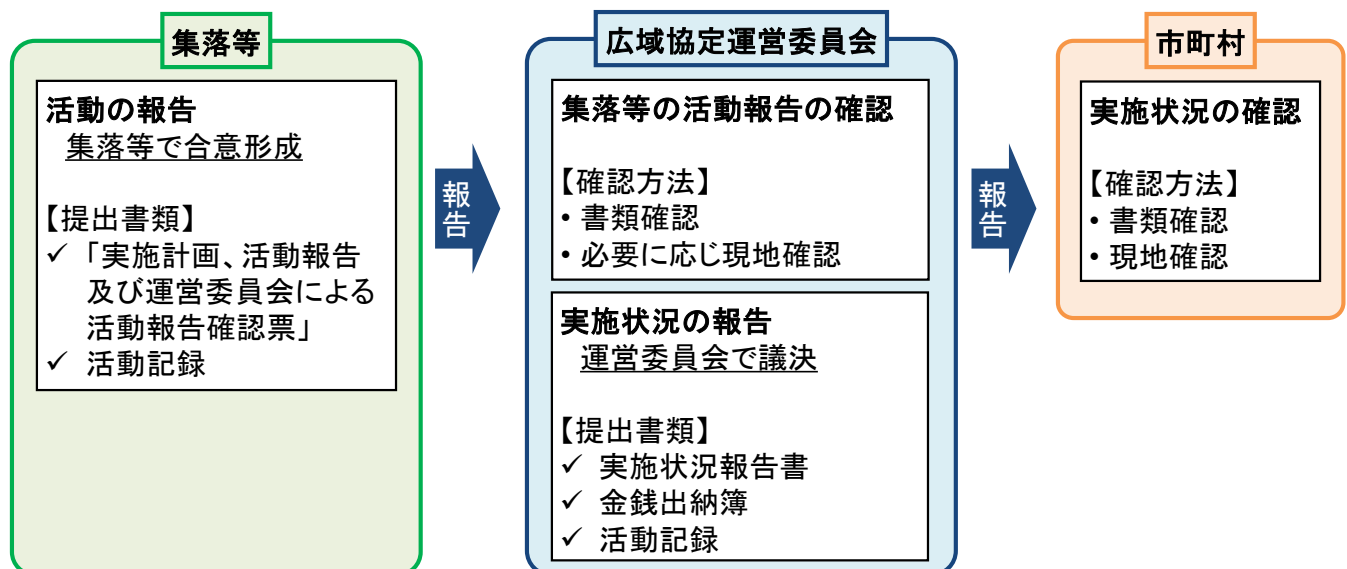 集落等
活動の報告
集落等で合意形成
【提出書類】
✓ 「実施計画、活動報告
及び運営委員会による
活動報告確認票」
✓ 活動記録
報告
広域協定運営委員会
集落等の活動報告の確認
【確認方法】
• 書類確認
• 必要に応じ現地確認
実施状況の報告
運営委員会で議決
【提出書類】
✓ 実施状況報告書
✓ 金銭出納簿
✓ 活動記録
報告
市町村
実施状況の確認
【確認方法】
• 書類確認
• 現地確認